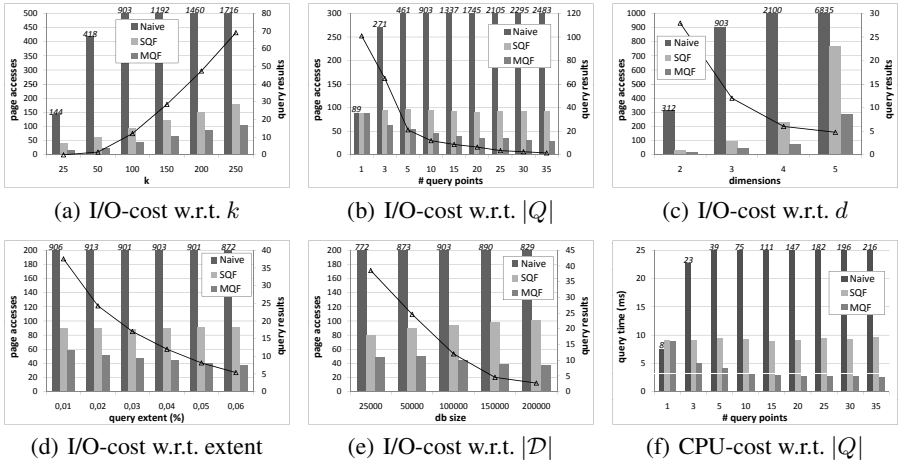 903 1192 1460 1716
500 80
450 418 Naive 70
400 SQF 60
350 MQF
300 50
250 40
200 30
150 144 20
100
50 10
0 0
25 50 100 150 200 250
k
page accesses
query results
(a) I/O-cost w.r.t. k
461 903 1337 1745 2105 2295 2483
300 271 120
250 Naive 100
200 SQF 80
150 MQF 60
100 89 40
50 20
0 0
1 3 5 10 15 20 25 30 35
# query points
page accesses
query results
(b) I/O-cost w.r.t. |Q|
2100 6835
1000 903 30
900 Naive 25
800 SQF
700 MQF 20
600
500 15
400 312
300 10
200 5
100
0 0
2 3 4 5
dimensions
page accesses
query results
(c) I/O-cost w.r.t. d
906 913 901 903 901 872
200 40
180 Naive 35
160 SQF 30
140 MQF
120 25
100 20
80 15
60 10
40
20 5
0 0
0,01 0,02 0,03 0,04 0,05 0,06
query extent (%)
page accesses
query results
(d) I/O-cost w.r.t. extent
772 873 903 890 829
200 45
180 Naive 40
160 SQF 35
140 MQF 30
120 25
100 20
80 15
60 10
40 5
20
0 0
25000 50000 100000 150000 200000
db size
page accesses
query results
(e) I/O-cost w.r.t. |D|
39 75 111 147 182 196 216
25 23
20 Naive
15 SQF
10 MQF
8
5
0
1 3 5 10 15 20 25 30 35
# query points
query time (ms)
(f) CPU-cost w.r.t. |Q|